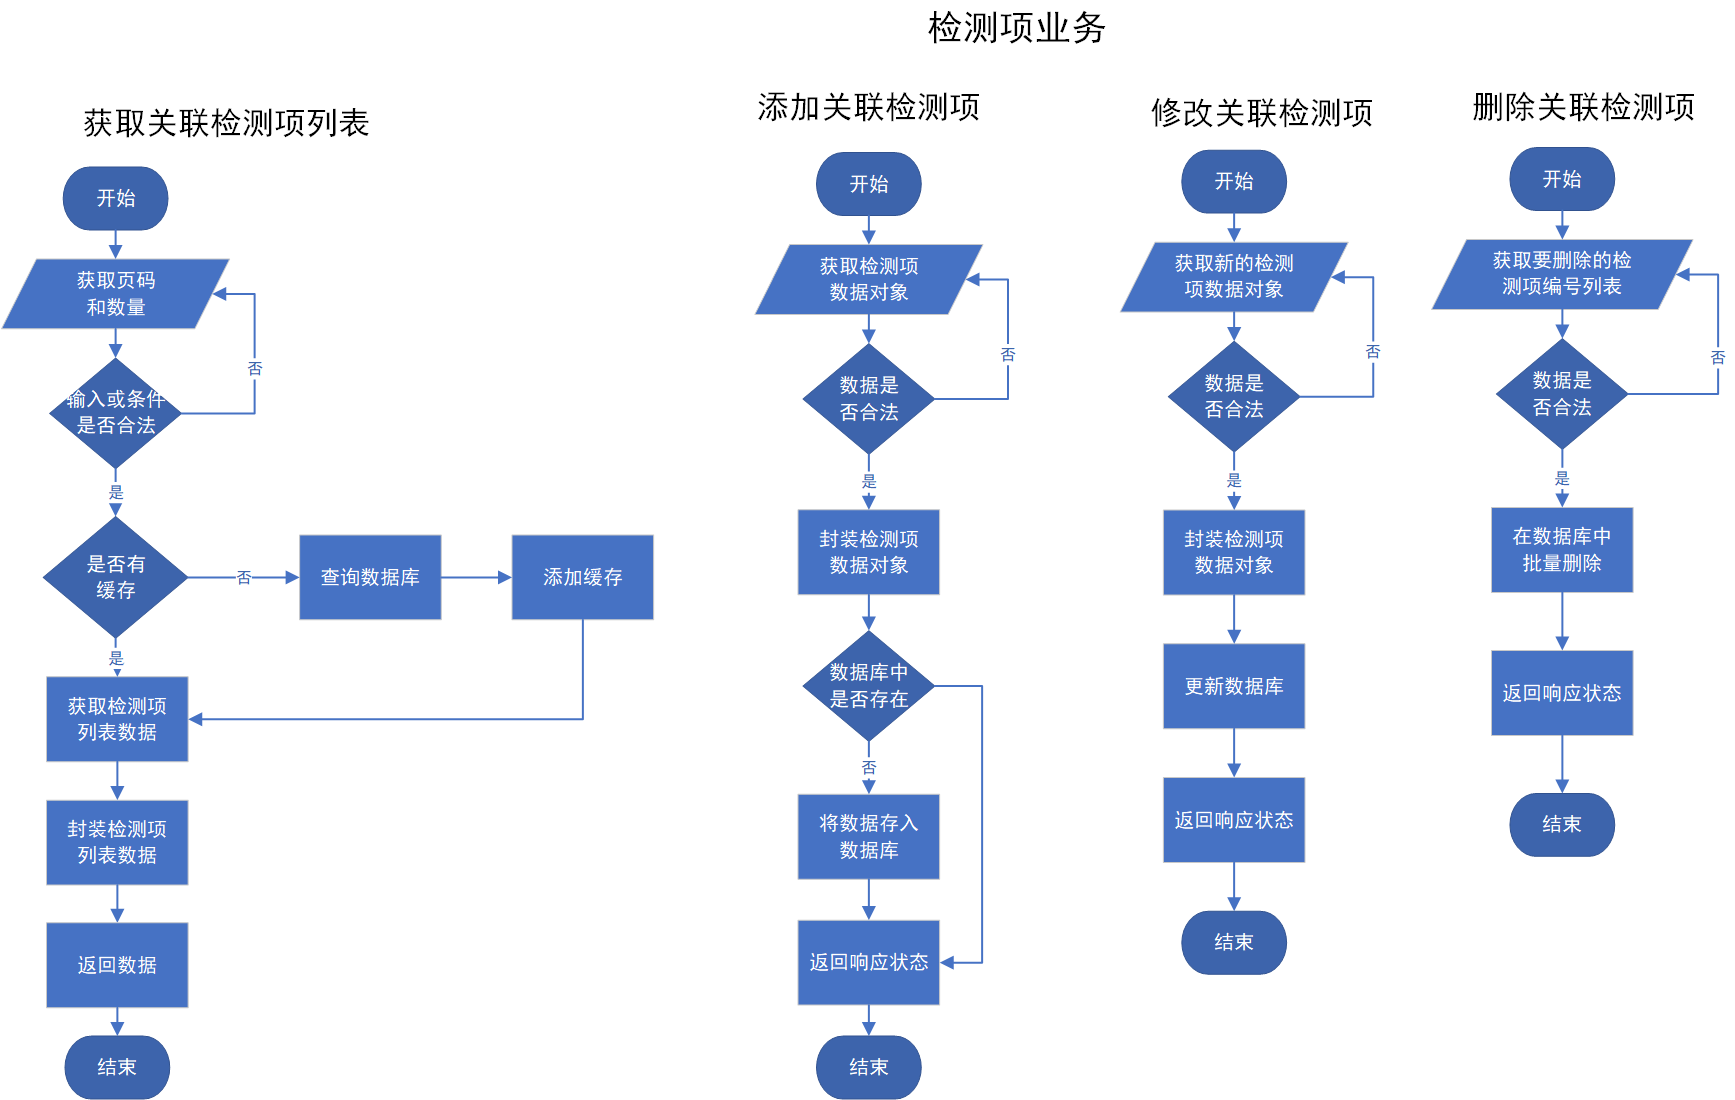 检测项业务
获取关联检测项列表
开始
获取页码
和数量
否
输入或条件
是否合法
是
是否有
缓存
否
查询数据库
添加缓存
是
获取检测项
列表数据
封装检测项
列表数据
返回数据
结束
添加关联检测项
开始
获取检测项
数据对象
否
数据是
否合法
是
封装检测项
数据对象
数据库中
是否存在
否
将数据存入
数据库
返回响应状态
结束
修改关联检测项
开始
获取新的检测
项数据对象
否
数据是
否合法
是
封装检测项
数据对象
更新数据库
返回响应状态
结束
删除关联检测项
开始
获取要删除的检
测项编号列表
否
数据是
否合法
是
在数据库中
批量删除
返回响应状态
结束